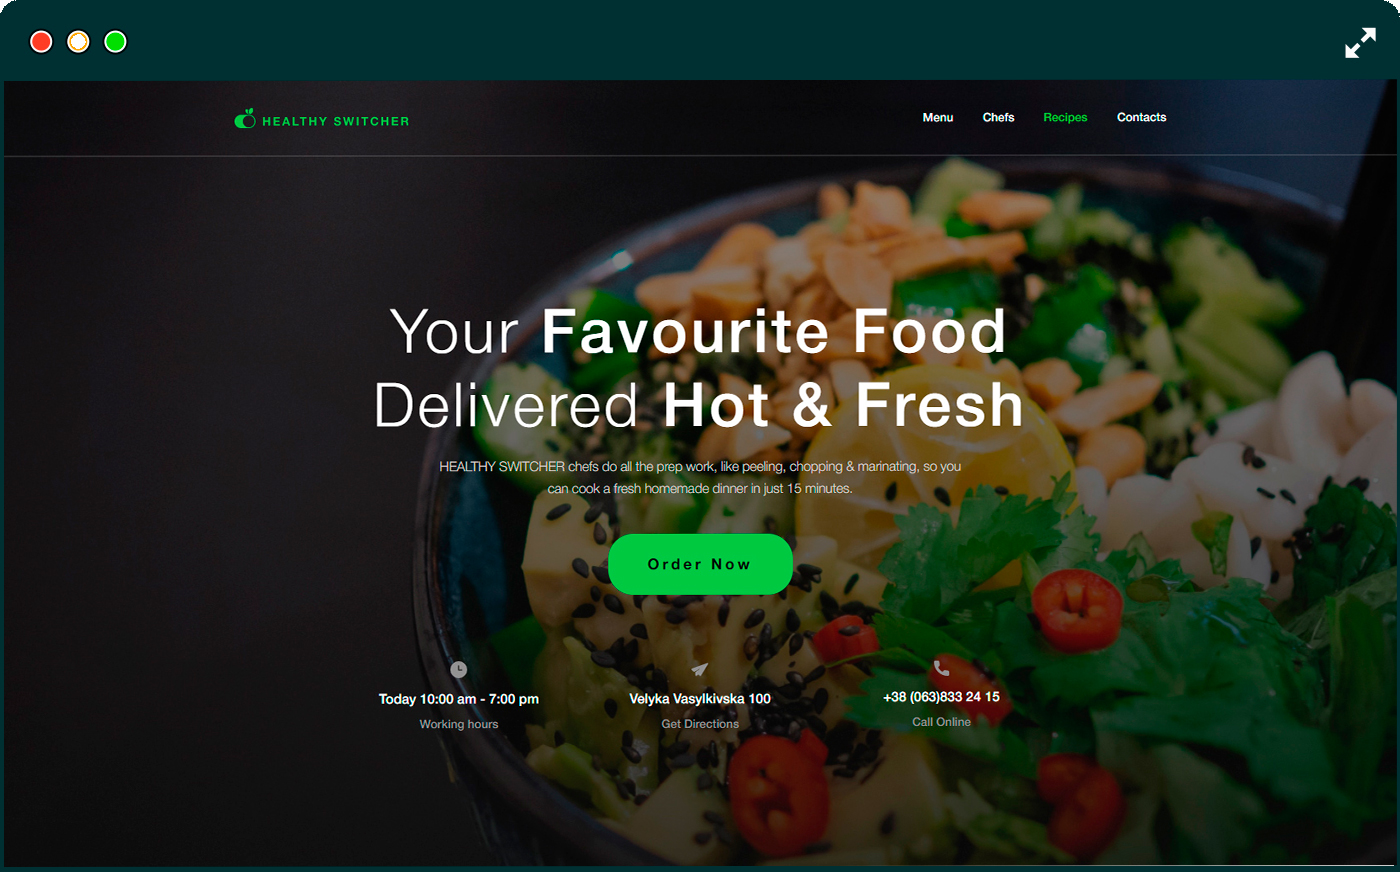 HEALTHY SWITCHER
Menu Chefs Recipes Contacts
Your Favourite Food
Delivered Hot & Fresh
HEALTHY SWITCHER chefs do all the prep work, like peeling, chopping & marinating, so you
can cook a fresh homemade dinner in just 15 minutes.
Order Now
Today 10:00 am - 7:00 pm
Working hours
Velyka Vasylkivska 100
Get Directions
+38 (063)833 24 15
Call Online